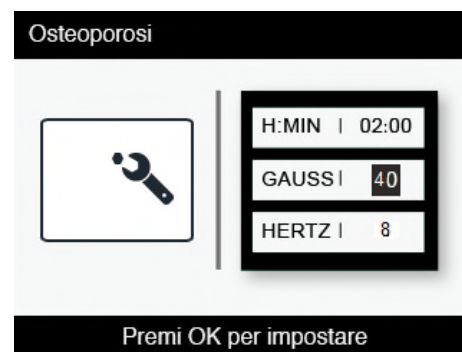 Osteoporosi
H:MIN | 02:00
GAUSS | 40
HERTZ | 8
Premi OK per impostare